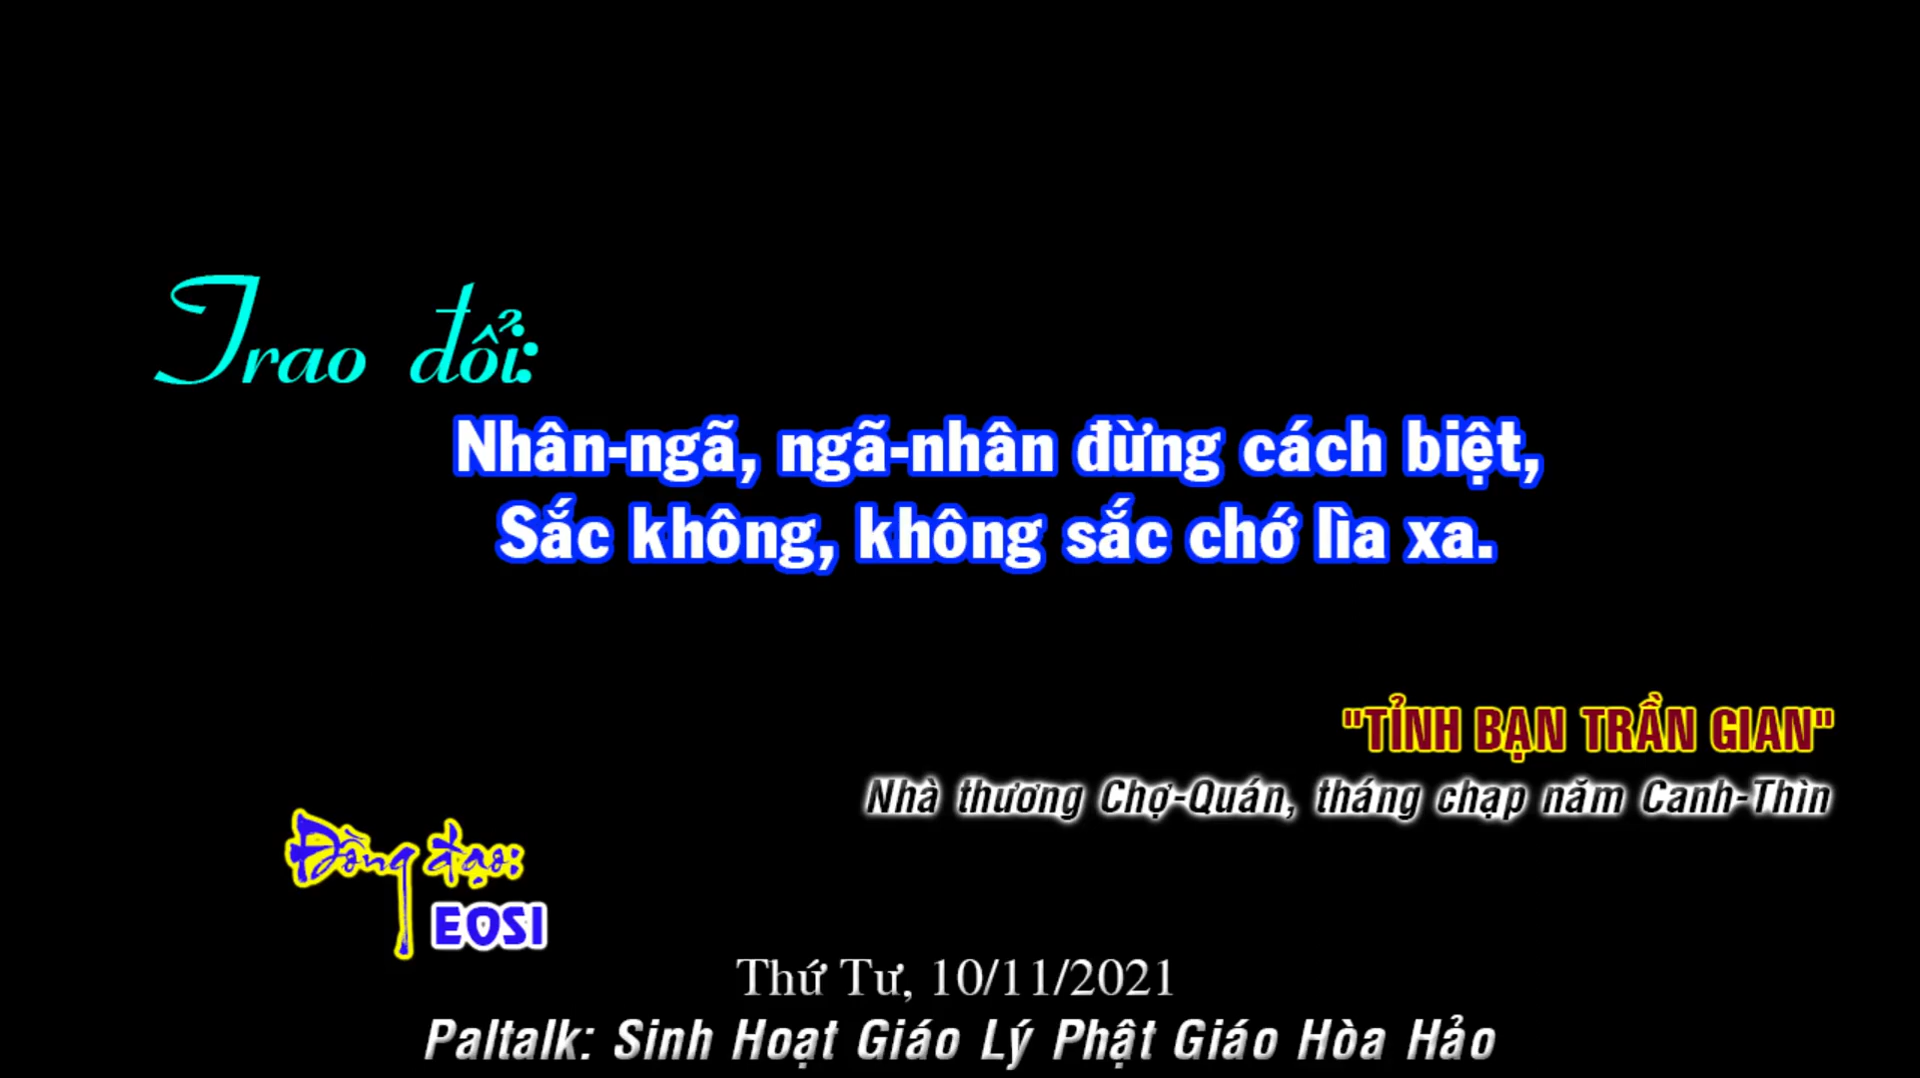 Trao đổi:
Nhân-ngã, ngã-nhân đừng cách biệt,
Sắc không, không sắc chớ lìa xa.
"TỈNH BẠN TRẦN GIAN"
Nhà thương Chợ-Quán, tháng chạp năm Canh-Thìn
Đồng đạo:
EOSI
Thứ Tư, 10/11/2021
Paltalk: Sinh Hoạt Giáo Lý Phật Giáo Hòa Hảo